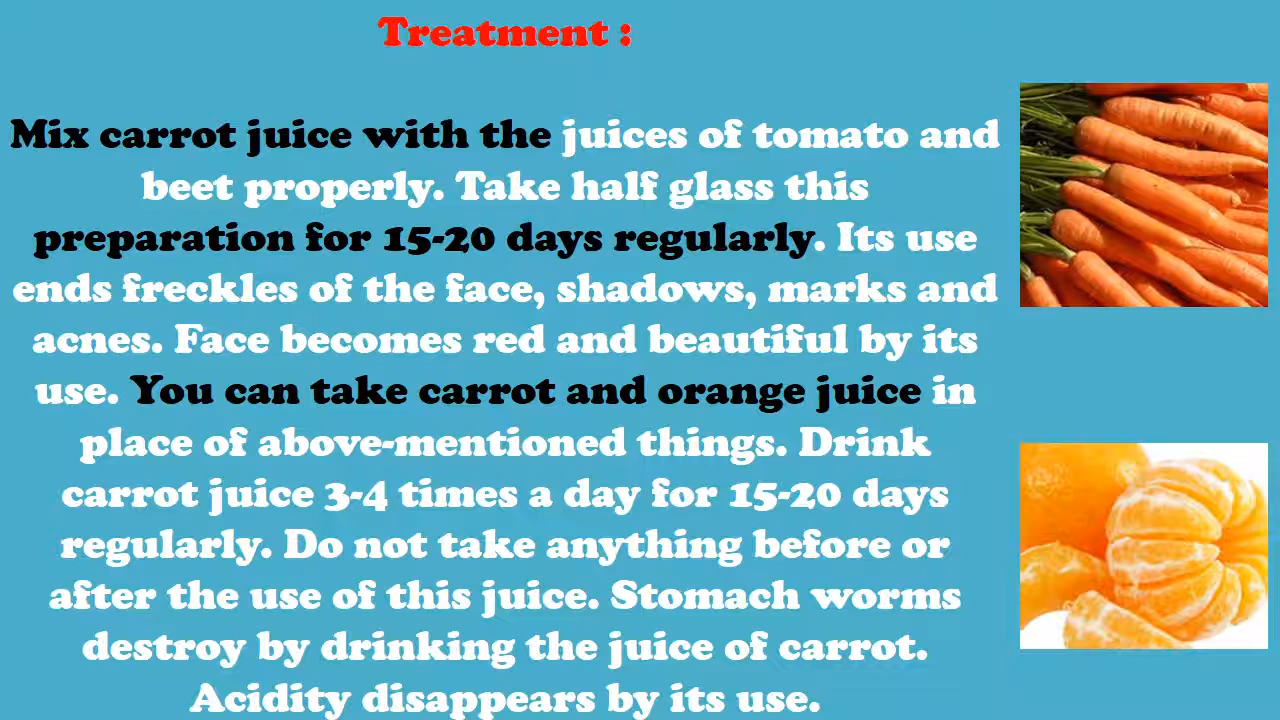 Treatment :
Mix carrot juice with the juices of tomato and
beet properly. Take half glass this
preparation for 15-20 days regularly. Its use
ends freckles of the face, shadows, marks and
acnes. Face becomes red and beautiful by its
use. You can take carrot and orange juice in
place of above-mentioned things. Drink
carrot juice 3-4 times a day for 15-20 days
regularly. Do not take anything before or
after the use of this juice. Stomach worms
destroy by drinking the juice of carrot.
Acidity disappears by its use.